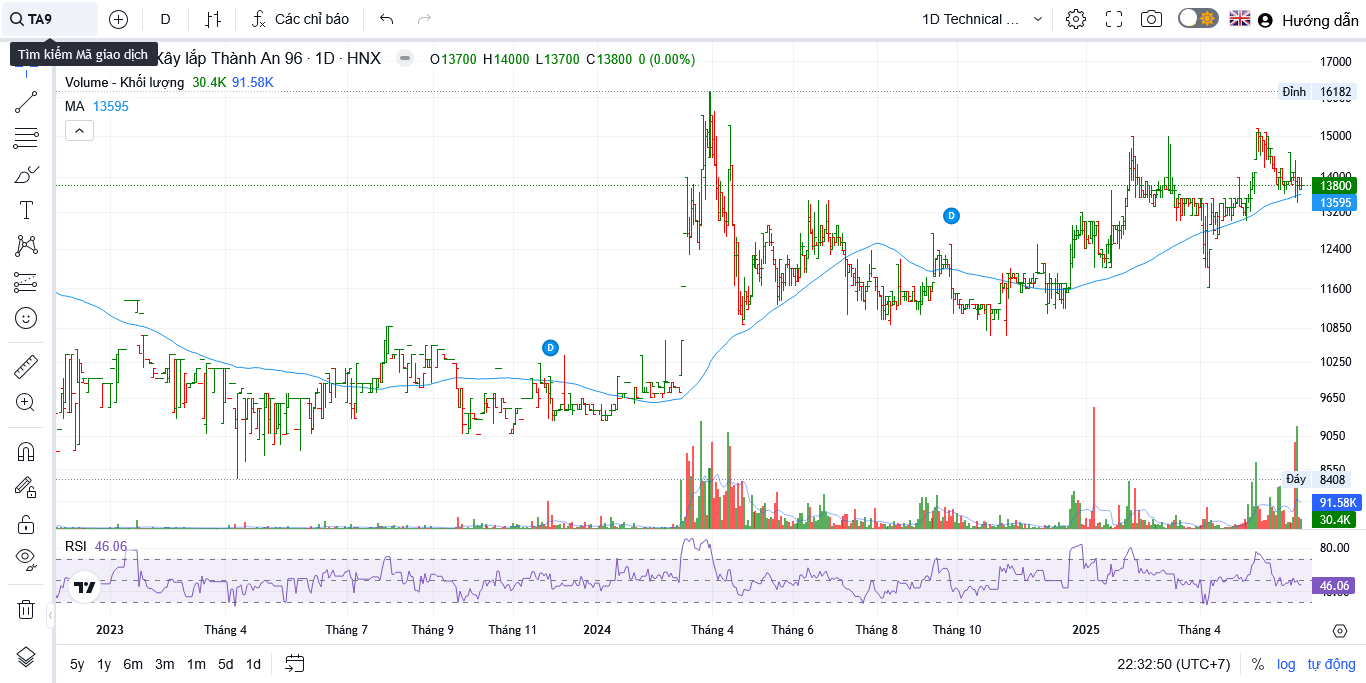 TA9
D
Các chỉ báo
1D Technical ...
Hướng dẫn
Tìm kiếm Mã giao dịch
Xây lắp Thành An 96 · 1D · HNX
O13700 H14000 L13700 C13800 0 (0.00%)
Volume - Khối lượng 30.4K 91.58K
MA 13595
17000
Đỉnh 16182
15000
14000
13800
13595
13200
12400
11600
10850
10250
9650
9050
8550
Đáy 8408
91.58K
30.4K
D
D
RSI 46.06
80.00
46.06
2023 Tháng 4 Tháng 7 Tháng 9 Tháng 11 2024 Tháng 4 Tháng 6 Tháng 8 Tháng 10 2025 Tháng 4
5y 1y 6m 3m 1m 5d 1d
22:32:50 (UTC+7) % log tự động